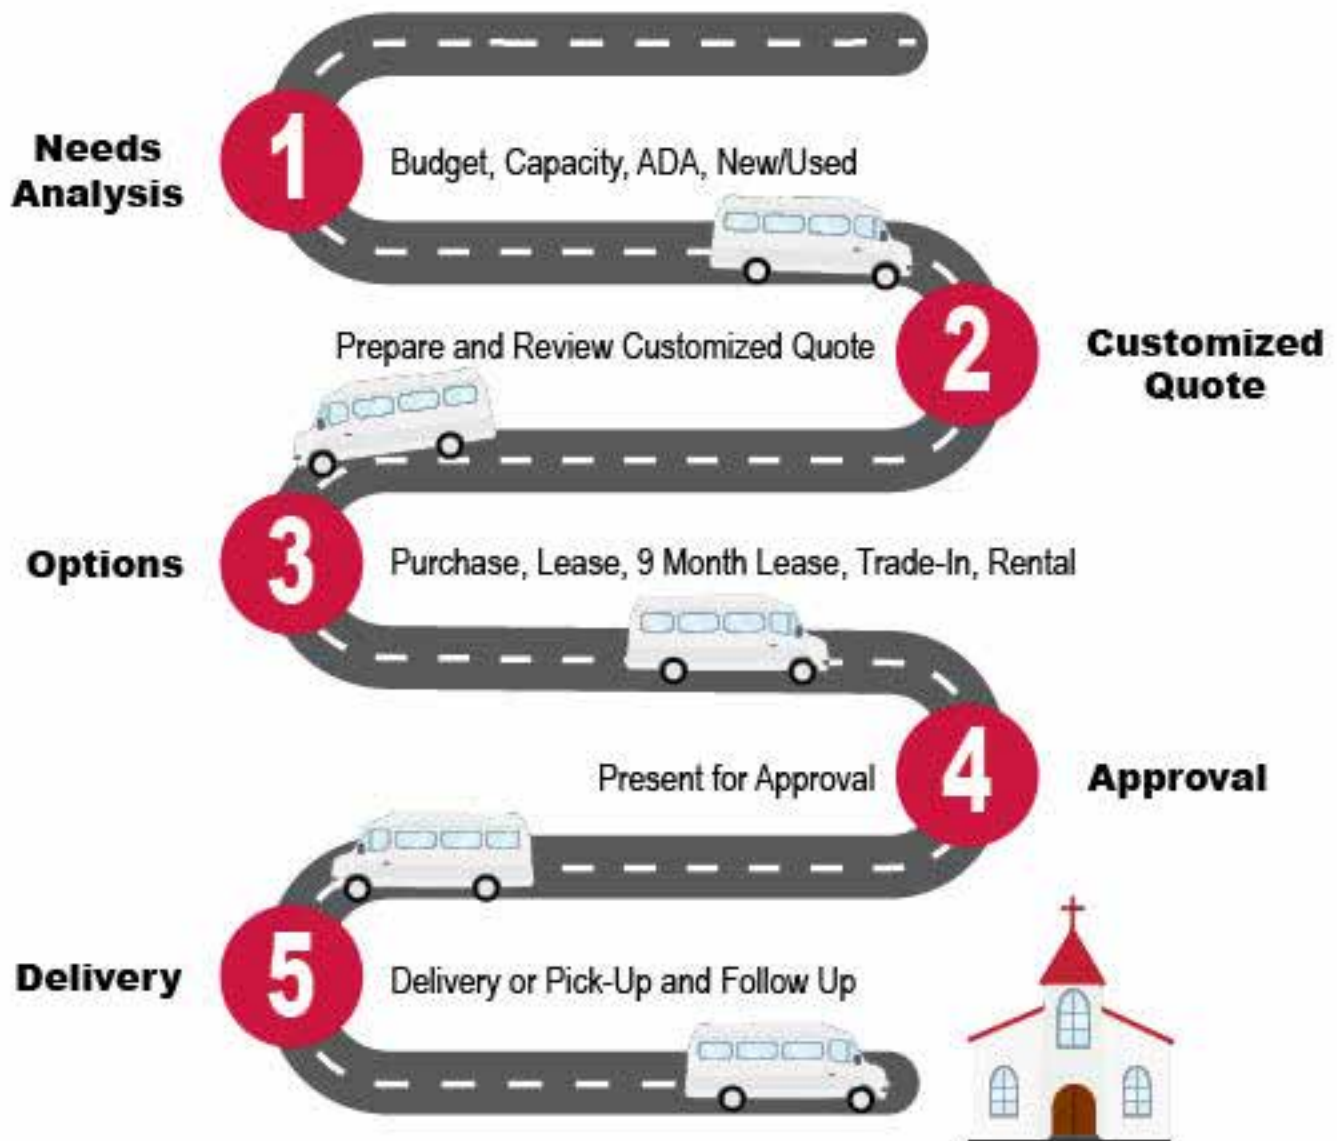 Needs
Analysis
1
Budget, Capacity, ADA, New/Used
Prepare and Review Customized Quote
2
Customized
Quote
Options
3
Purchase, Lease, 9 Month Lease, Trade-In, Rental
Present for Approval
4
Approval
Delivery
5
Delivery or Pick-Up and Follow Up